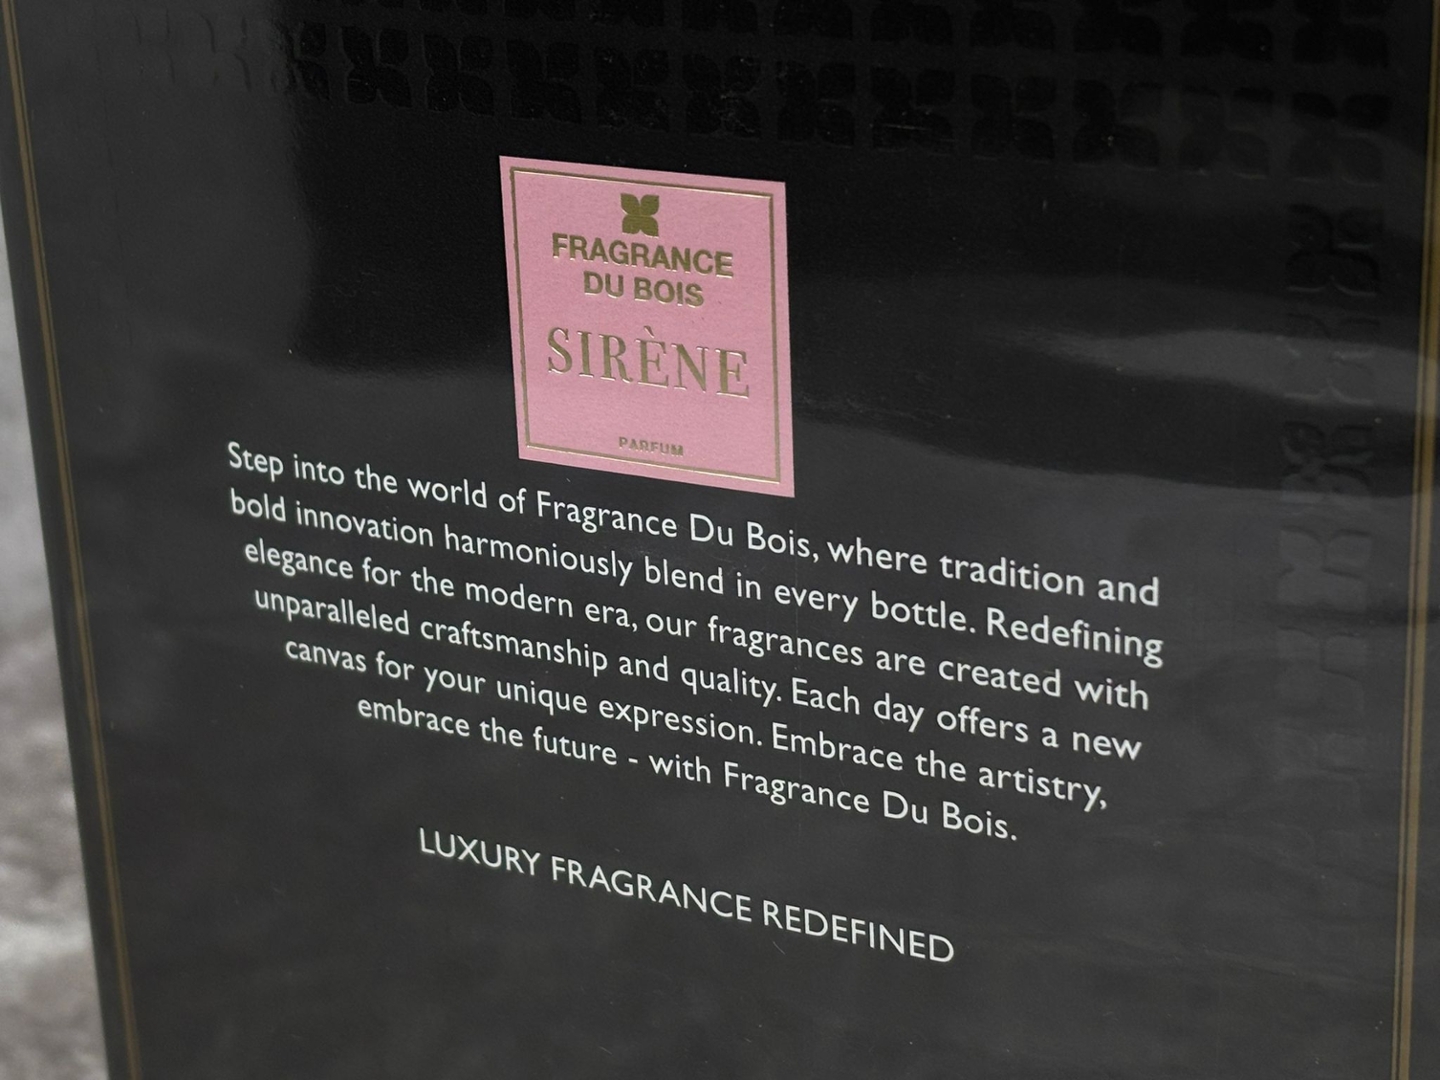 FRAGRANCE
DU BOIS
SIRÈNE
PARFUM
Step into the world of Fragrance Du Bois, where tradition and
bold innovation harmoniously blend in every bottle. Redefining
elegance for the modern era, our fragrances are created with
unparalleled craftsmanship and quality. Each day offers a new
canvas for your unique expression. Embrace the artistry,
embrace the future - with Fragrance Du Bois.
LUXURY FRAGRANCE REDEFINED